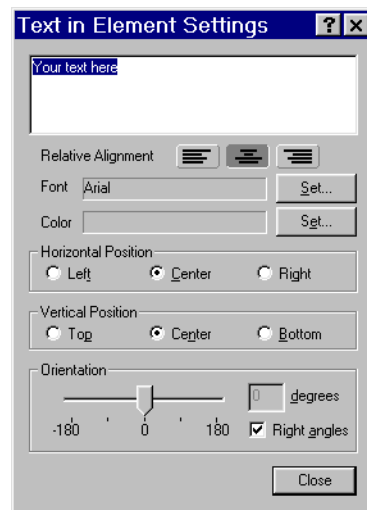 Text in Element Settings ? ×
Your text here
Relative Alignment
Font Arial Set...
Color Set...
Horizontal Position
Left Center Right
Vertical Position
Top Center Bottom
Orientation
0 degrees
-180 0 180 Right angles
Close